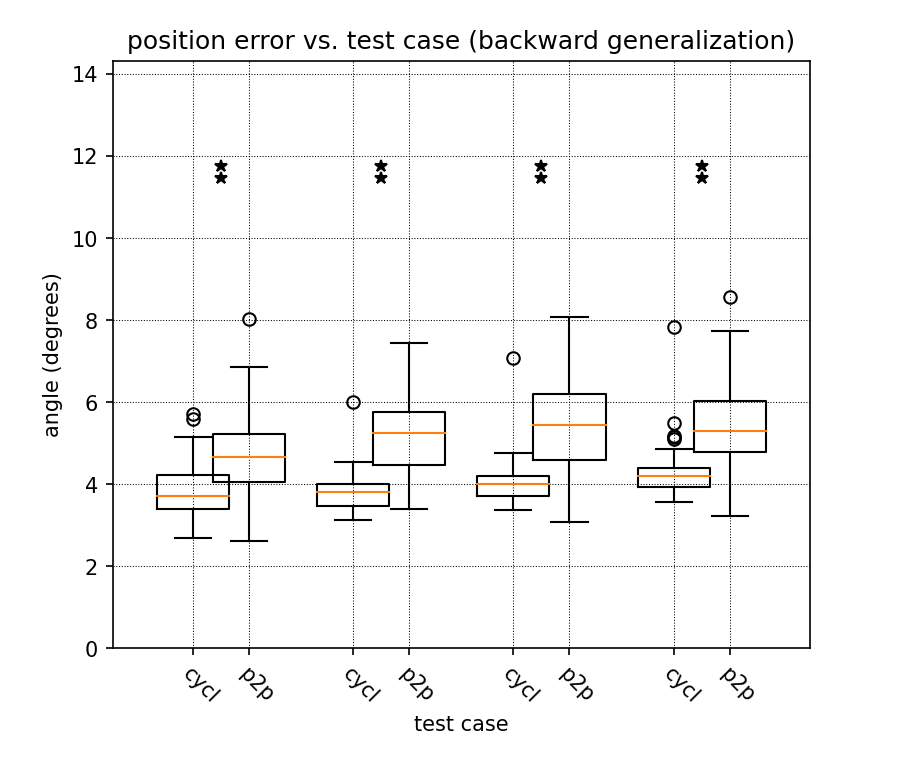 position error vs. test case (backward generalization)
14
12
10
8
6
4
2
0
angle (degrees)
cycl p2p cycl p2p cycl p2p cycl p2p
test case